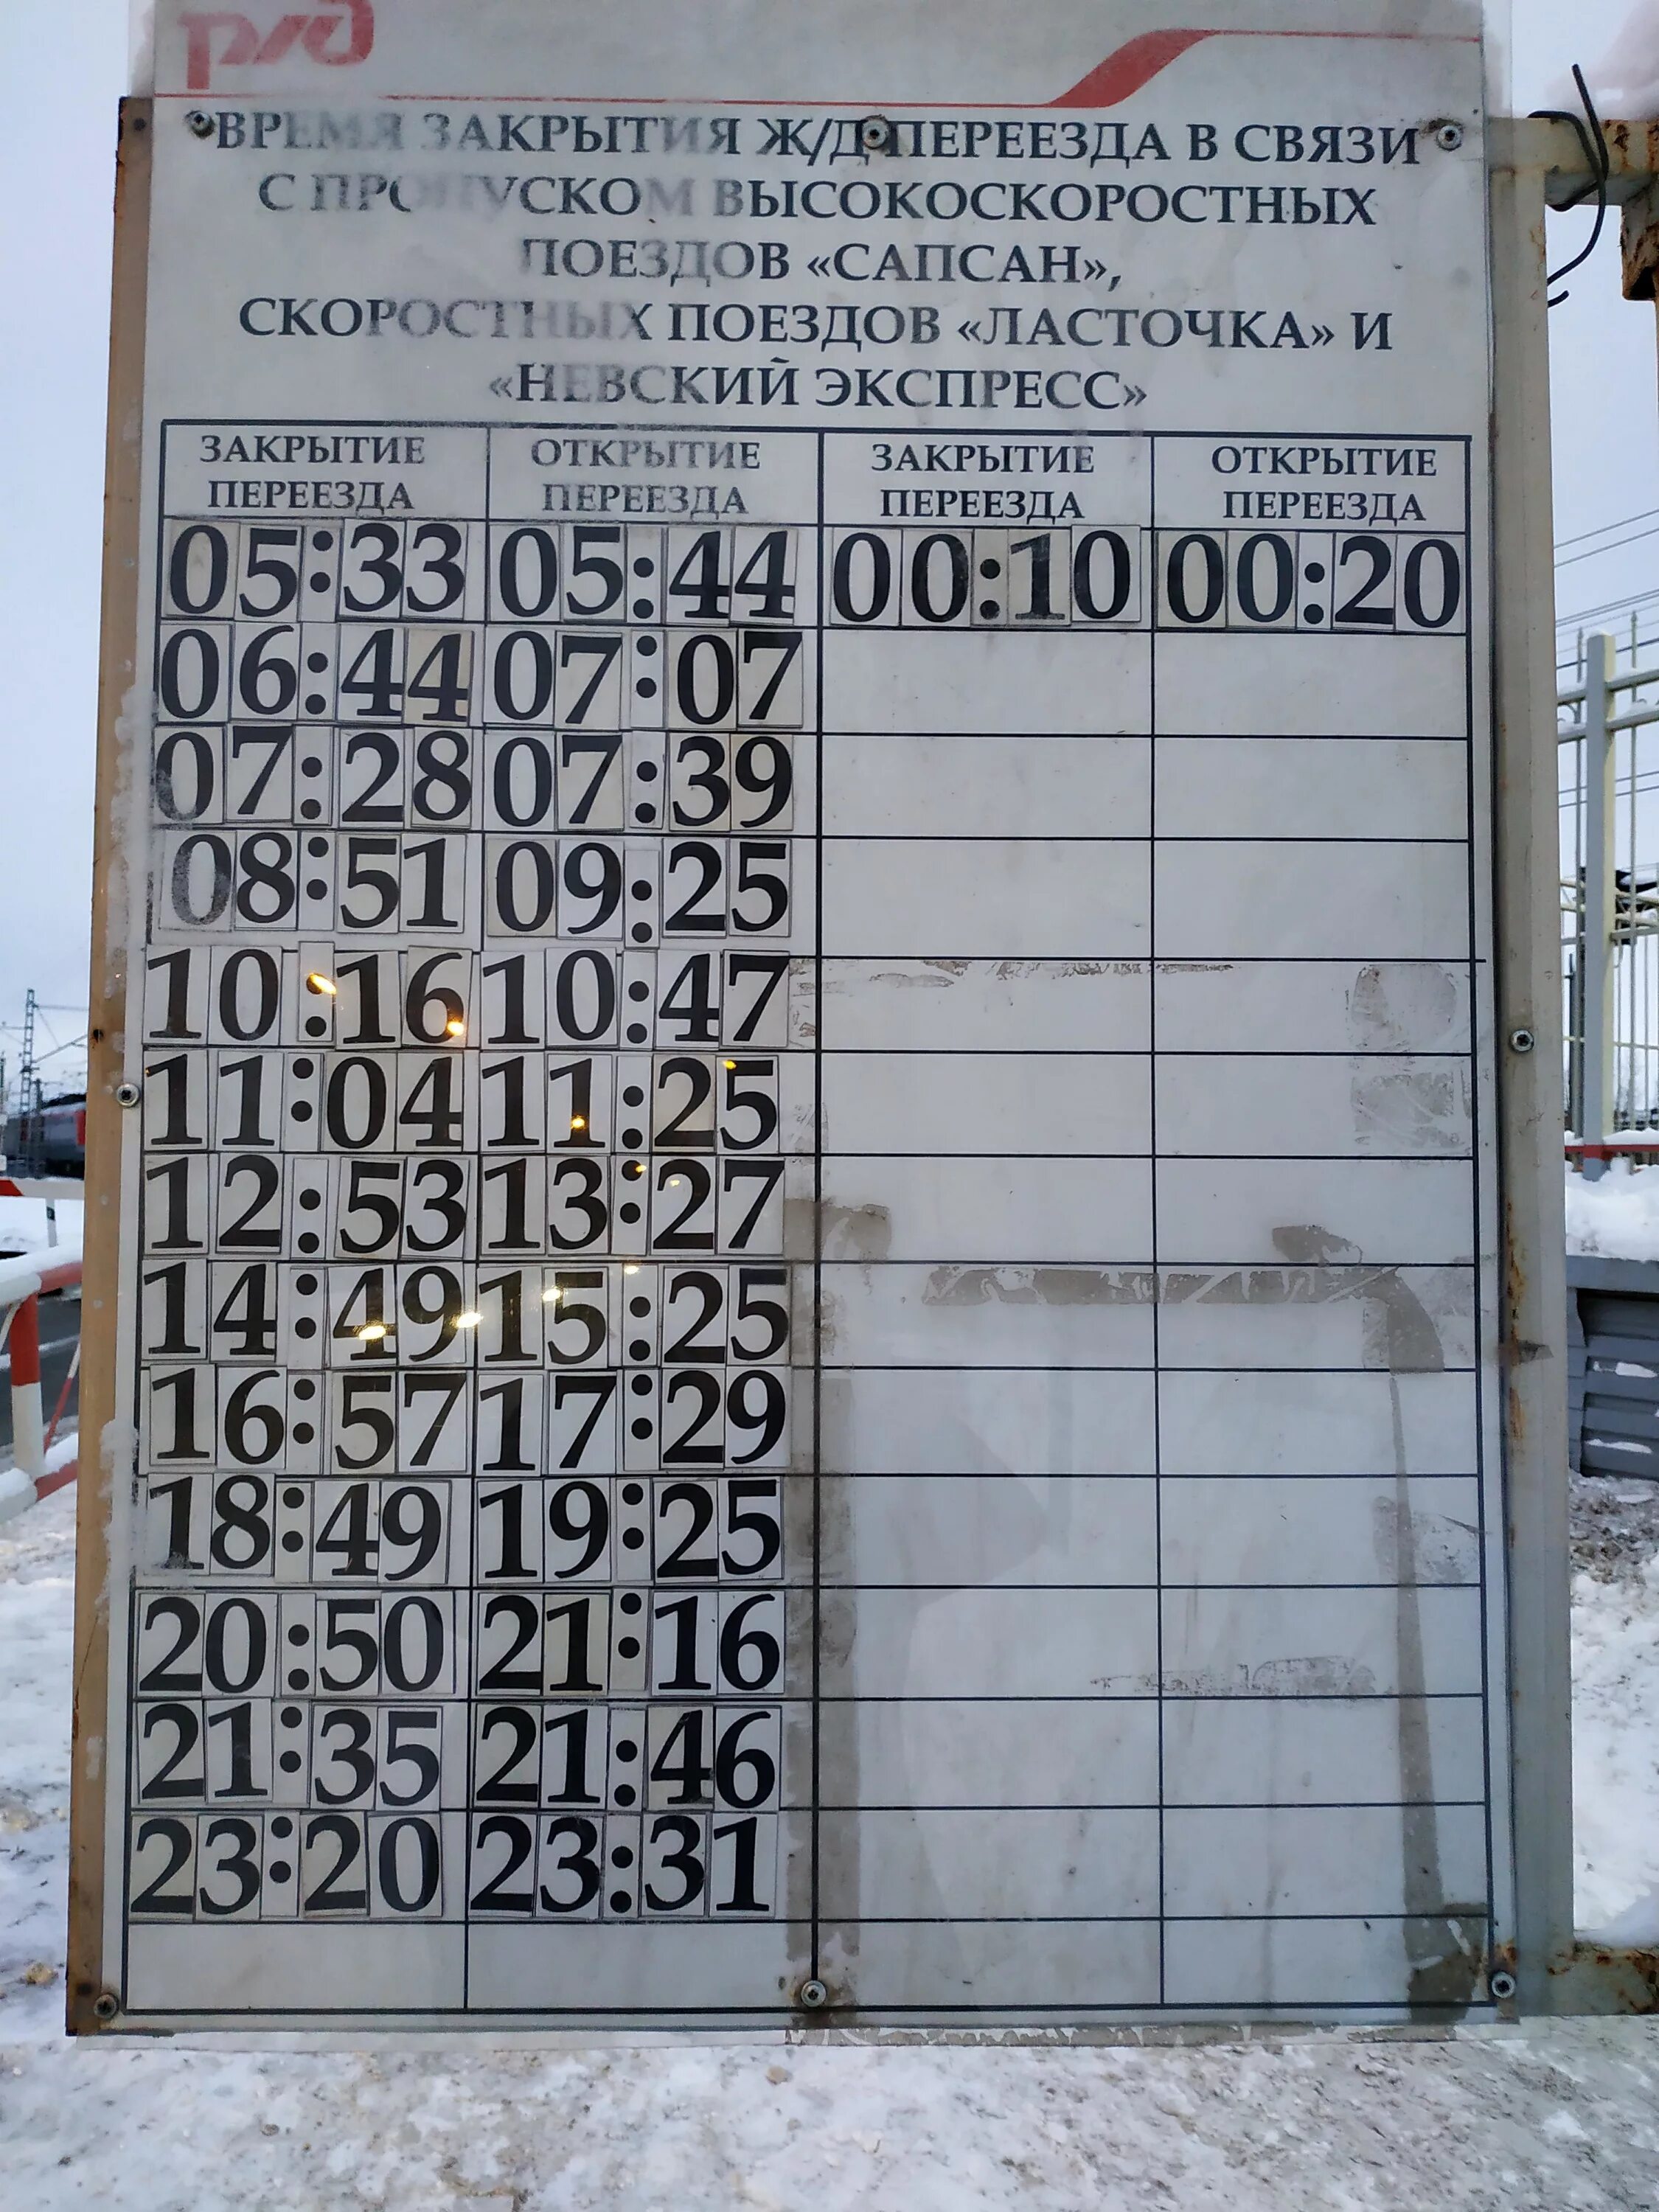 РЖД
ВРЕМЯ ЗАКРЫТИЯ Ж/Д ПЕРЕЕЗДА В СВЯЗИ
С ПРОПУСКОМ ВЫСОКОСКОРОСТНЫХ
ПОЕЗДОВ «САПСАН»,
СКОРОСТНЫХ ПОЕЗДОВ «ЛАСТОЧКА» И
«НЕВСКИЙ ЭКСПРЕСС»
ЗАКРЫТИЕ ОТКРЫТИЕ ЗАКРЫТИЕ ОТКРЫТИЕ
ПЕРЕЕЗДА ПЕРЕЕЗДА ПЕРЕЕЗДА ПЕРЕЕЗДА
05:33 05:44 00:10 00:20
06:44 07:07
07:28 07:39
08:51 09:25
10:16 10:47
11:04 11:25
12:53 13:27
14:49 15:25
16:57 17:29
18:49 19:25
20:50 21:16
21:35 21:46
23:20 23:31